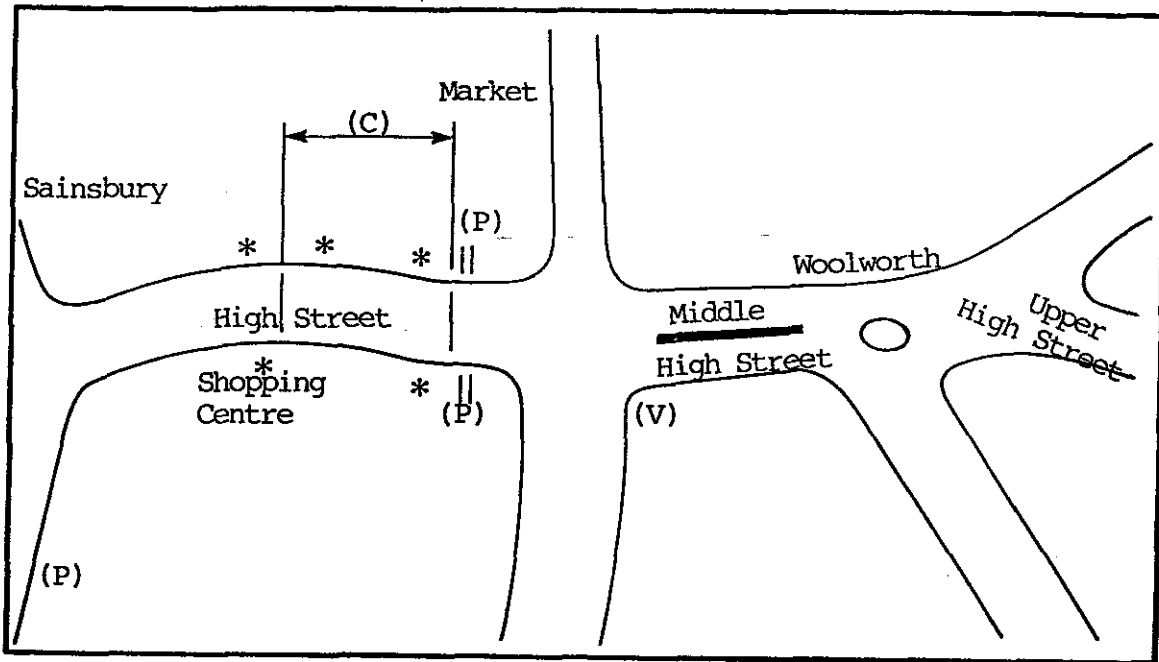 Market
(C)
Sainsbury
(P)
* * *
||
Woolworth
High Street
Middle
High Street
Upper
High Street
*
Shopping
Centre
* ||
(P)
(V)
(P)